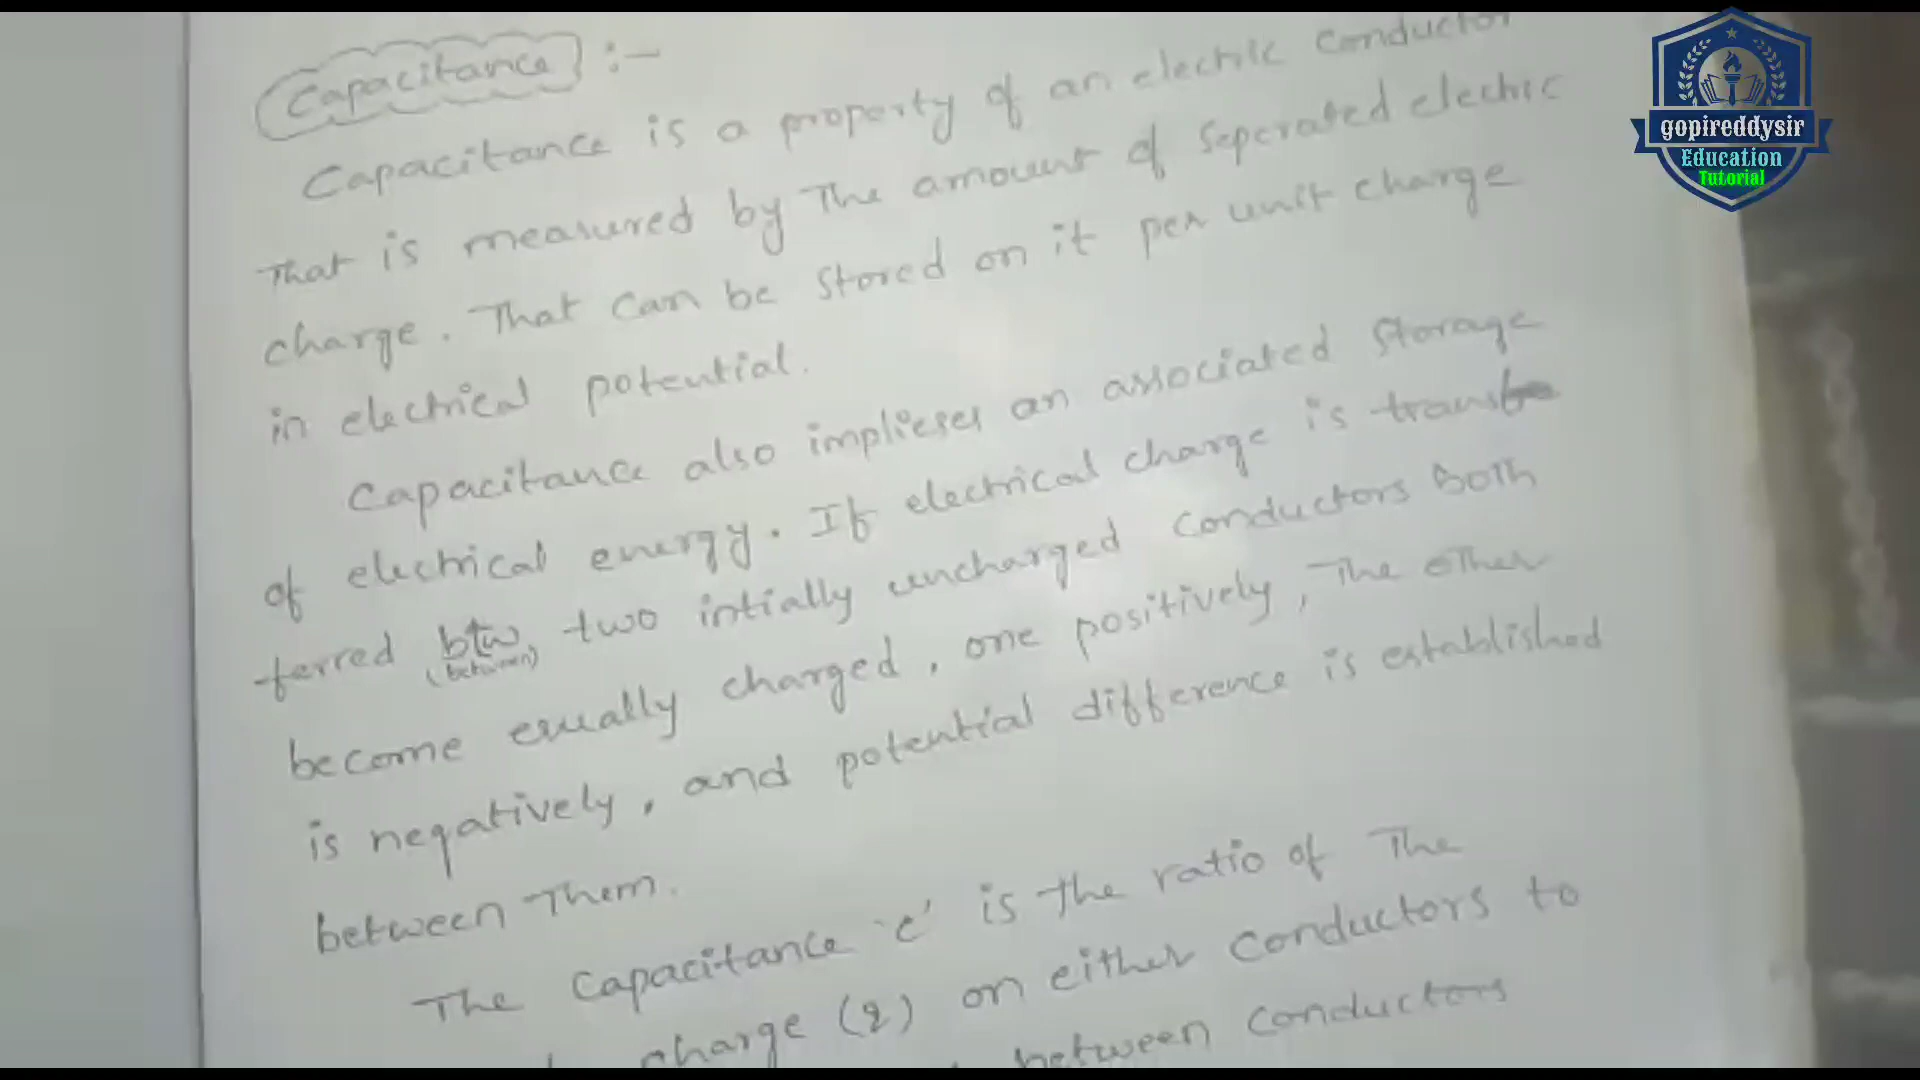 Capacitance :-
Capacitance is a property of an electric conductor
That is measured by The amount of Seperated electric
charge. That Can be Stored on it per unit charge
in electrical potential.
Capacitance also implieses an associated Storage
of electrical energy. If electrical charge is transfe
ferred btw two intially uncharged Conductors Both
(between)
become equally charged, one positively, The other
is negatively, and potential difference is established
between Them.
The Capacitance 'c' is the ratio of The
charge (q) on either Conductors to
between Conductors
gopireddysir
Education
Tutorial